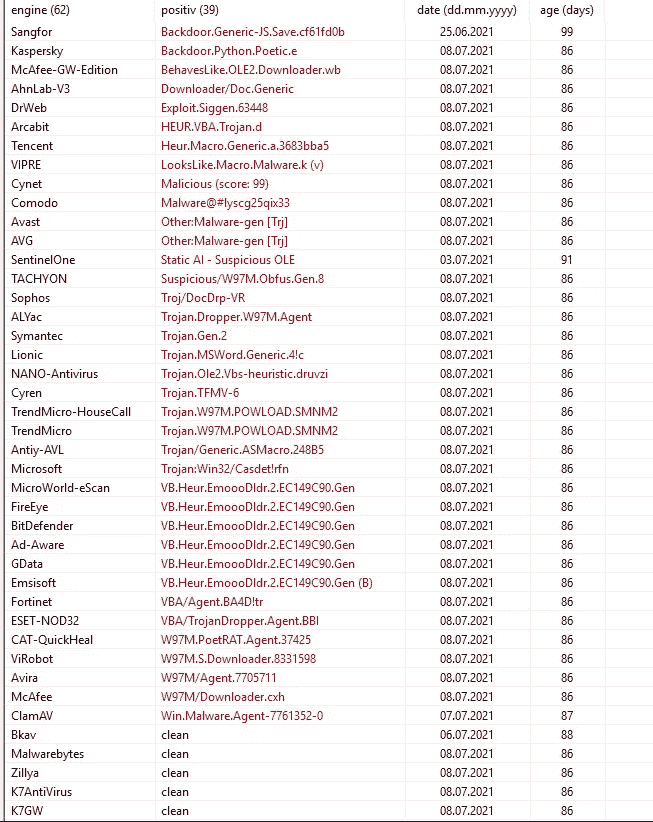 engine (62) positiv (39) date (dd.mm.yyyy) age (days)
Sangfor Backdoor.Generic-JS.Save.cf61fd0b 25.06.2021 99
Kaspersky Backdoor.Python.Poetic.e 08.07.2021 86
McAfee-GW-Edition BehavesLike.OLE2.Downloader.wb 08.07.2021 86
AhnLab-V3 Downloader/Doc.Generic 08.07.2021 86
DrWeb Exploit.Siggen.63448 08.07.2021 86
Arcabit HEUR.VBA.Trojan.d 08.07.2021 86
Tencent Heur.Macro.Generic.a.3683bba5 08.07.2021 86
VIPRE LooksLike.Macro.Malware.k (v) 08.07.2021 86
Cynet Malicious (score: 99) 08.07.2021 86
Comodo Malware@#lyscg25qix33 08.07.2021 86
Avast Other:Malware-gen [Trj] 08.07.2021 86
AVG Other:Malware-gen [Trj] 08.07.2021 86
SentinelOne Static AI - Suspicious OLE 03.07.2021 91
TACHYON Suspicious/W97M.Obfus.Gen.8 08.07.2021 86
Sophos Troj/DocDrp-VR 08.07.2021 86
ALYac Trojan.Dropper.W97M.Agent 08.07.2021 86
Symantec Trojan.Gen.2 08.07.2021 86
Lionic Trojan.MSWord.Generic.4!c 08.07.2021 86
NANO-Antivirus Trojan.Ole2.Vbs-heuristic.druvzi 08.07.2021 86
Cyren Trojan.TFMV-6 08.07.2021 86
TrendMicro-HouseCall Trojan.W97M.POWLOAD.SMNM2 08.07.2021 86
TrendMicro Trojan.W97M.POWLOAD.SMNM2 08.07.2021 86
Antiy-AVL Trojan/Generic.ASMacro.248B5 08.07.2021 86
Microsoft Trojan:Win32/Casdet!rfn 08.07.2021 86
MicroWorld-eScan VB.Heur.EmoooDldr.2.EC149C90.Gen 08.07.2021 86
FireEye VB.Heur.EmoooDldr.2.EC149C90.Gen 08.07.2021 86
BitDefender VB.Heur.EmoooDldr.2.EC149C90.Gen 08.07.2021 86
Ad-Aware VB.Heur.EmoooDldr.2.EC149C90.Gen 08.07.2021 86
GData VB.Heur.EmoooDldr.2.EC149C90.Gen 08.07.2021 86
Emsisoft VB.Heur.EmoooDldr.2.EC149C90.Gen (B) 08.07.2021 86
Fortinet VBA/Agent.BA4D!tr 08.07.2021 86
ESET-NOD32 VBA/TrojanDropper.Agent.BBI 08.07.2021 86
CAT-QuickHeal W97M.PoetRAT.Agent.37425 08.07.2021 86
ViRobot W97M.S.Downloader.8331598 08.07.2021 86
Avira W97M/Agent.7705711 08.07.2021 86
McAfee W97M/Downloader.cxh 08.07.2021 86
ClamAV Win.Malware.Agent-7761352-0 07.07.2021 87
Bkav clean 06.07.2021 88
Malwarebytes clean 08.07.2021 86
Zillya clean 08.07.2021 86
K7AntiVirus clean 08.07.2021 86
K7GW clean 08.07.2021 86